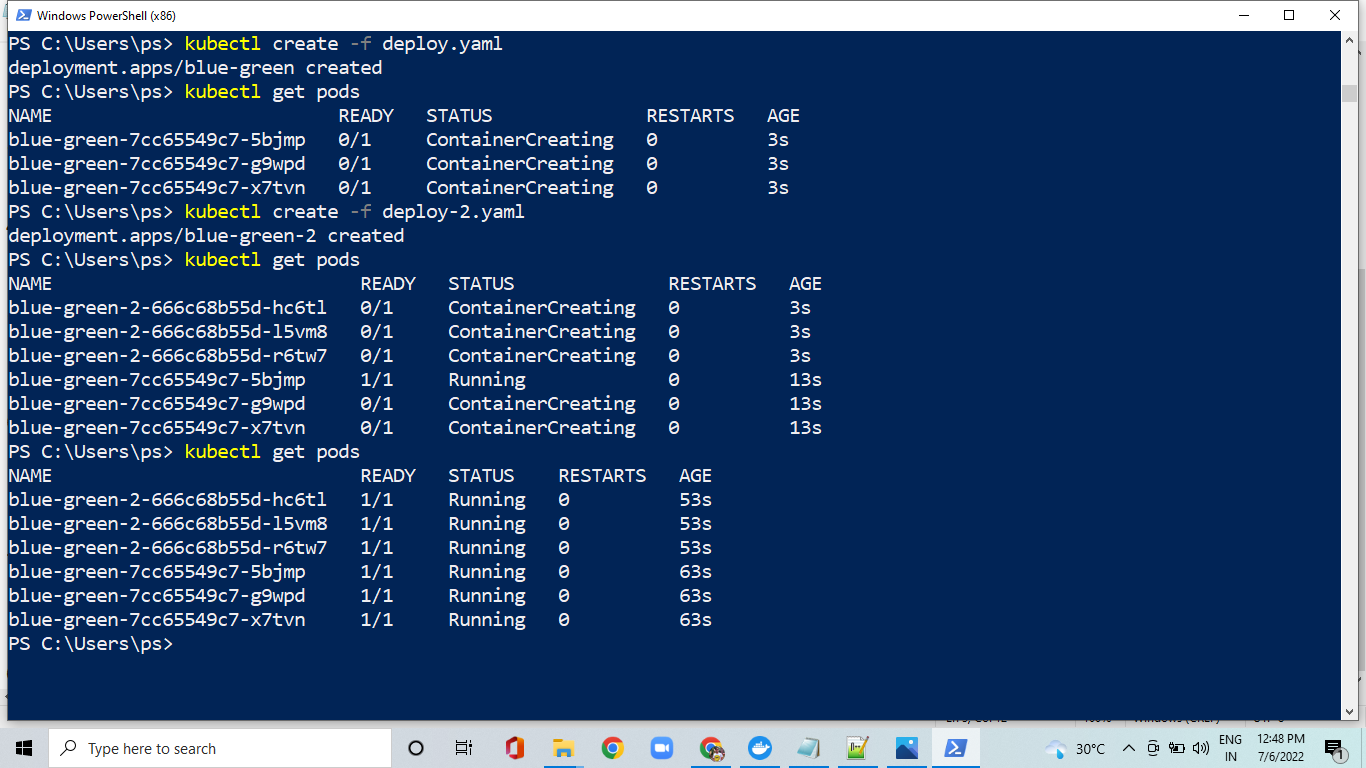 Windows PowerShell (x86)
PS C:\Users\ps> kubectl create -f deploy.yaml
deployment.apps/blue-green created
PS C:\Users\ps> kubectl get pods
NAME READY STATUS RESTARTS AGE
blue-green-7cc65549c7-5bjmp 0/1 ContainerCreating 0 3s
blue-green-7cc65549c7-g9wpd 0/1 ContainerCreating 0 3s
blue-green-7cc65549c7-x7tvn 0/1 ContainerCreating 0 3s
PS C:\Users\ps> kubectl create -f deploy-2.yaml
deployment.apps/blue-green-2 created
PS C:\Users\ps> kubectl get pods
NAME READY STATUS RESTARTS AGE
blue-green-2-666c68b55d-hc6tl 0/1 ContainerCreating 0 3s
blue-green-2-666c68b55d-l5vm8 0/1 ContainerCreating 0 3s
blue-green-2-666c68b55d-r6tw7 0/1 ContainerCreating 0 3s
blue-green-7cc65549c7-5bjmp 1/1 Running 0 13s
blue-green-7cc65549c7-g9wpd 0/1 ContainerCreating 0 13s
blue-green-7cc65549c7-x7tvn 0/1 ContainerCreating 0 13s
PS C:\Users\ps> kubectl get pods
NAME READY STATUS RESTARTS AGE
blue-green-2-666c68b55d-hc6tl 1/1 Running 0 53s
blue-green-2-666c68b55d-l5vm8 1/1 Running 0 53s
blue-green-2-666c68b55d-r6tw7 1/1 Running 0 53s
blue-green-7cc65549c7-5bjmp 1/1 Running 0 63s
blue-green-7cc65549c7-g9wpd 1/1 Running 0 63s
blue-green-7cc65549c7-x7tvn 1/1 Running 0 63s
PS C:\Users\ps>
Type here to search
30°C
ENG
IN
12:48 PM
7/6/2022
1